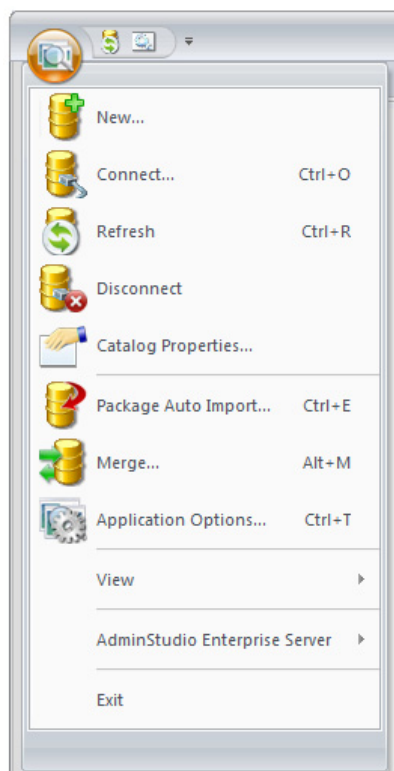 New...
Connect... Ctrl+O
Refresh Ctrl+R
Disconnect
Catalog Properties...
Package Auto Import... Ctrl+E
Merge... Alt+M
Application Options... Ctrl+T
View
AdminStudio Enterprise Server
Exit